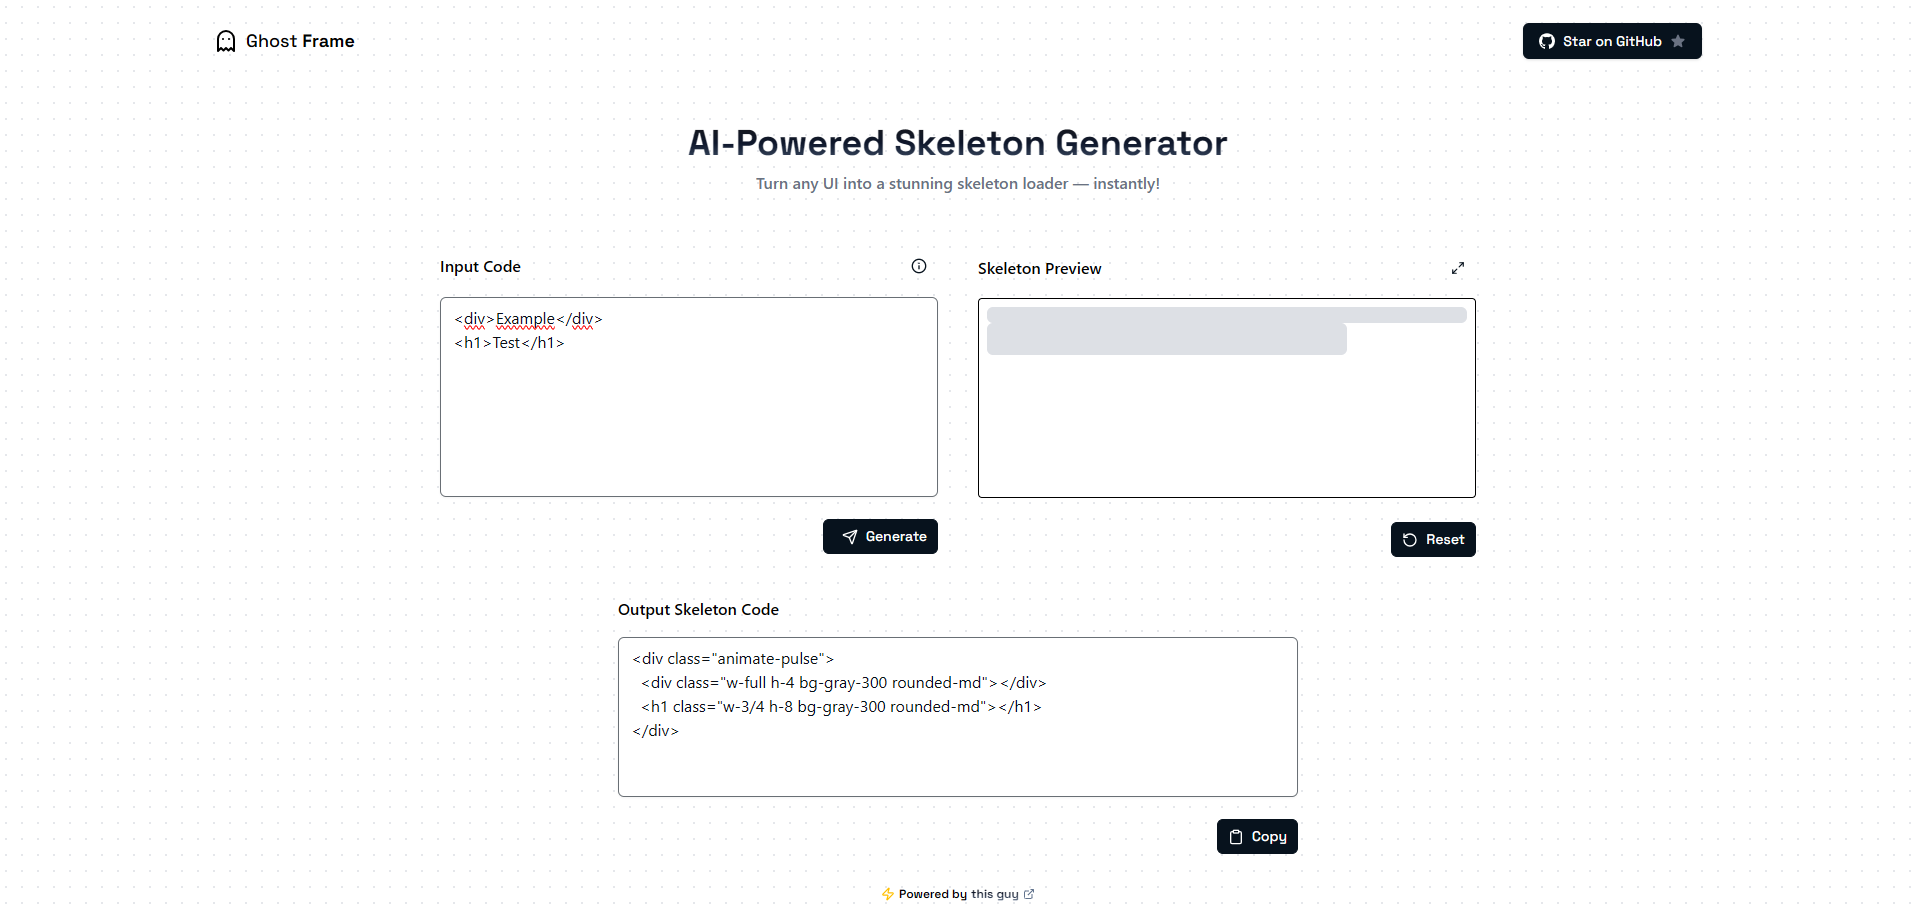 Ghost Frame
Star on GitHub
AI-Powered Skeleton Generator
Turn any UI into a stunning skeleton loader — instantly!
Input Code
<div>Example</div>
<h1>Test</h1>
Generate
Skeleton Preview
Reset
Output Skeleton Code
<div class="animate-pulse">
  <div class="w-full h-4 bg-gray-300 rounded-md"></div>
  <h1 class="w-3/4 h-8 bg-gray-300 rounded-md"></h1>
</div>
Copy
Powered by this guy